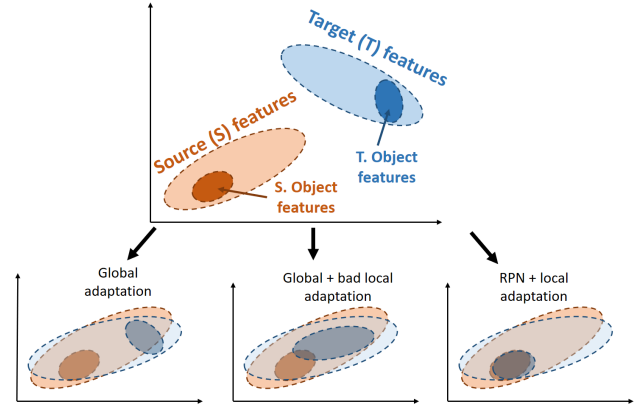 Target (T) features
Source (S) features
T. Object
features
S. Object
features
Global
adaptation
Global + bad local
adaptation
RPN + local
adaptation